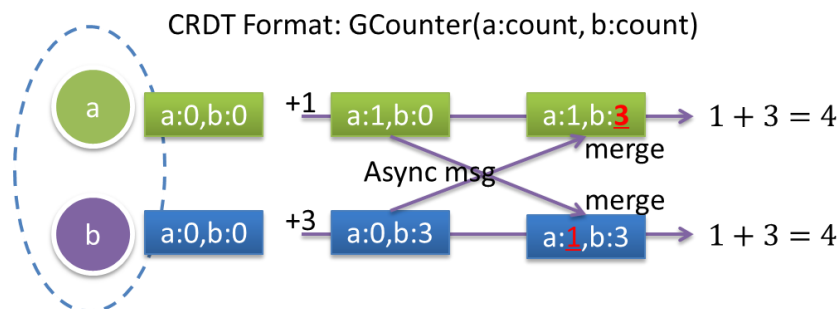 CRDT Format: GCounter(a:count, b:count)
a
a:0,b:0
+1
a:1,b:0
a:1,b:3
1 + 3 = 4
merge
Async msg
merge
b
a:0,b:0
+3
a:0,b:3
a:1,b:3
1 + 3 = 4